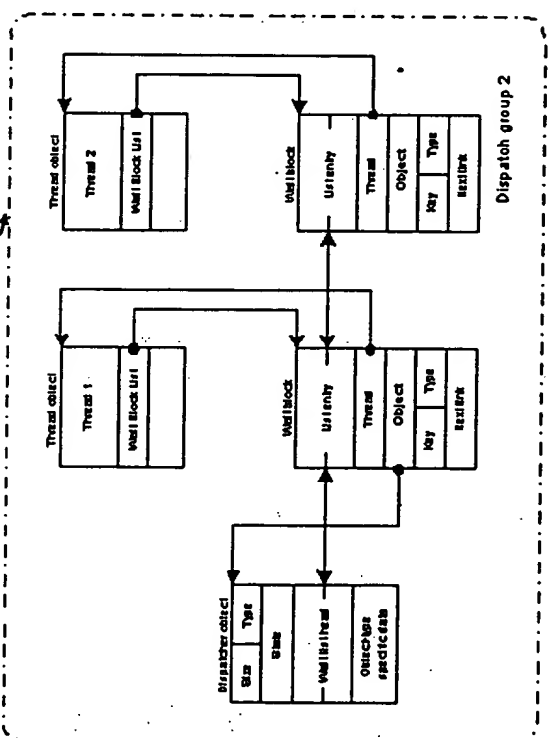 Thread object
Thread 2
Wait Block List
Thread object
Thread 1
Wait Block List
Wait block
List entry
Thread
Object
Key Type
Next link
Wait block
List entry
Thread
Object
Key Type
Next link
Dispatcher object
Size Type
State
Wait list head
Object-type
specific data
Dispatch group 2